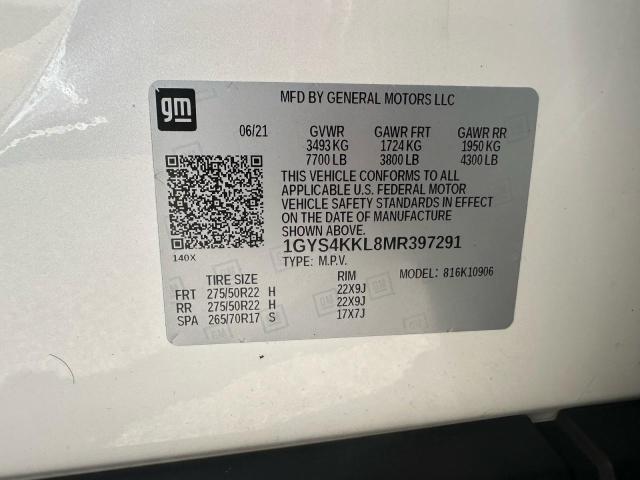 gm
MFD BY GENERAL MOTORS LLC
06/21 GVWR GAWR FRT GAWR RR
3493 KG 1724 KG 1950 KG
7700 LB 3800 LB 4300 LB
THIS VEHICLE CONFORMS TO ALL
APPLICABLE U.S. FEDERAL MOTOR
VEHICLE SAFETY STANDARDS IN EFFECT
ON THE DATE OF MANUFACTURE
SHOWN ABOVE.
140X
1GYS4KKL8MR397291
TYPE: M.P.V. MODEL: 816K10906
TIRE SIZE RIM
FRT 275/50R22 H 22X9J
RR 275/50R22 H 22X9J
SPA 265/70R17 S 17X7J